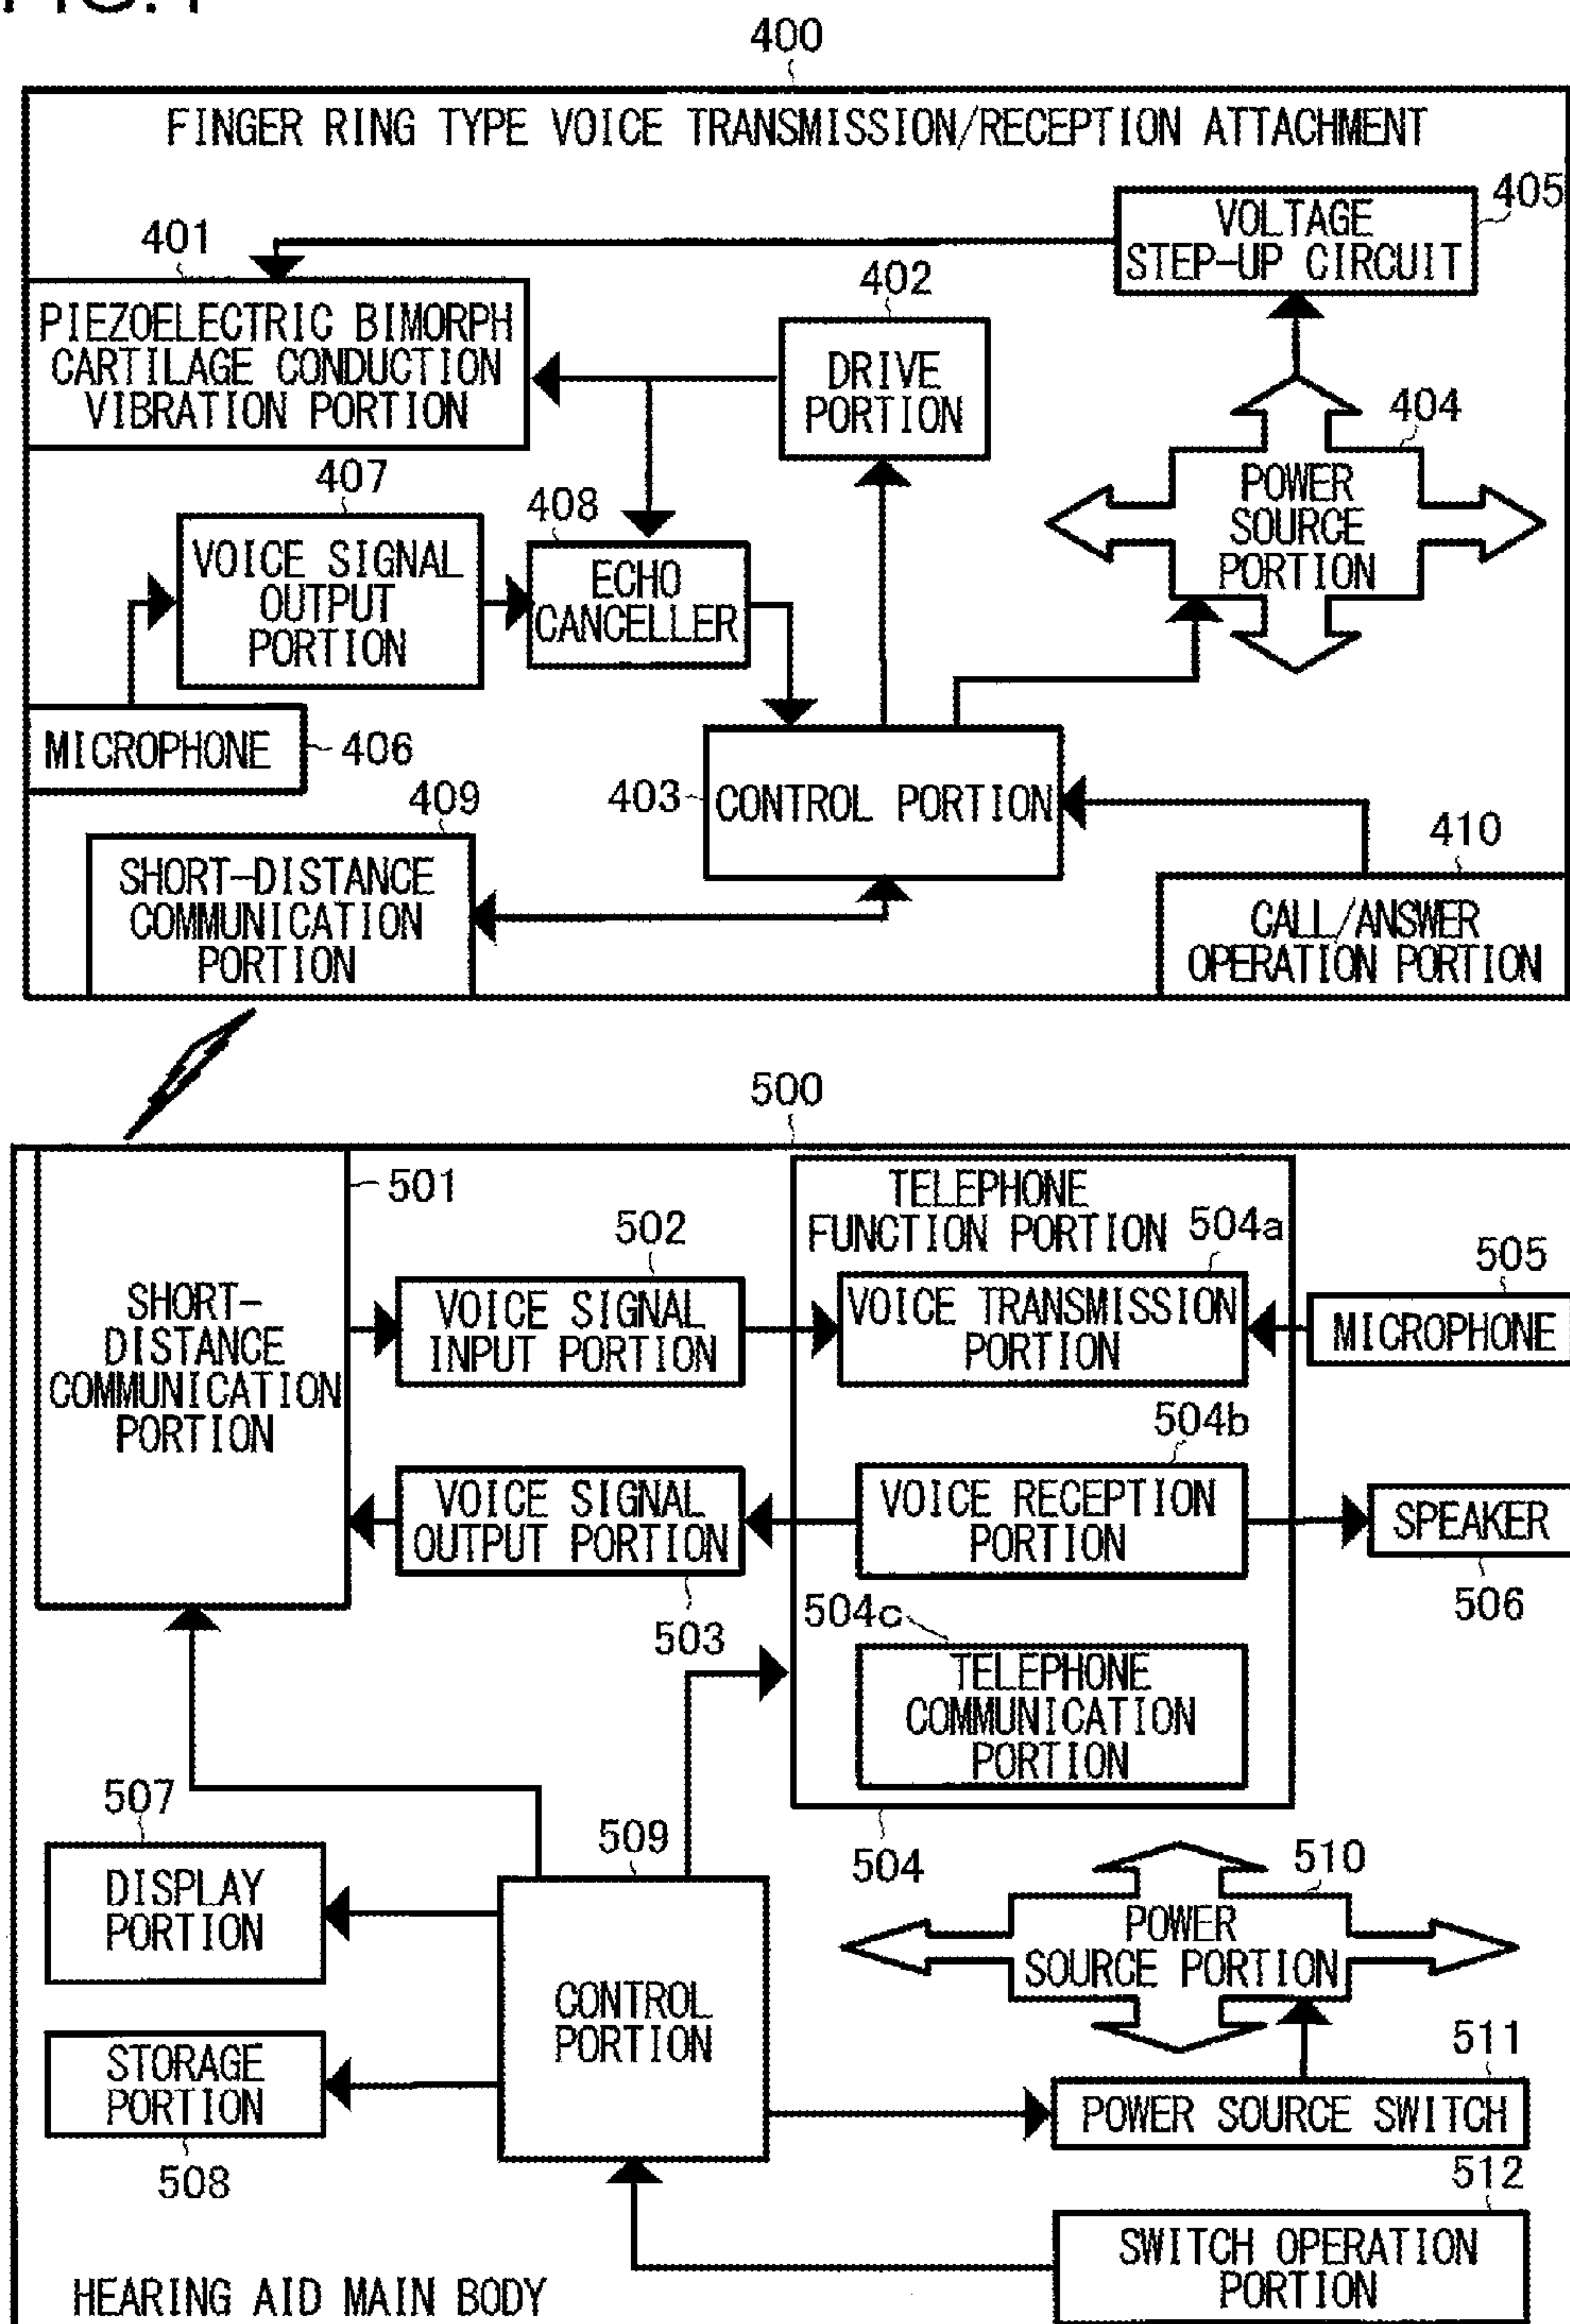 400
FINGER RING TYPE VOICE TRANSMISSION/RECEPTION ATTACHMENT
405
VOLTAGE
STEP-UP CIRCUIT
401
PIEZOELECTRIC BIMORPH
CARTILAGE CONDUCTION
VIBRATION PORTION
402
DRIVE
PORTION
404
POWER
SOURCE
PORTION
407
VOICE SIGNAL
OUTPUT
PORTION
408
ECHO
CANCELLER
MICROPHONE
406
403
CONTROL PORTION
409
SHORT-DISTANCE
COMMUNICATION
PORTION
410
CALL/ANSWER
OPERATION PORTION
500
501
SHORT-
DISTANCE
COMMUNICATION
PORTION
502
VOICE SIGNAL
INPUT PORTION
TELEPHONE
FUNCTION PORTION
504a
VOICE TRANSMISSION
PORTION
505
MICROPHONE
503
VOICE SIGNAL
OUTPUT PORTION
504b
VOICE RECEPTION
PORTION
SPEAKER
506
504c
TELEPHONE
COMMUNICATION
PORTION
504
507
DISPLAY
PORTION
509
CONTROL
PORTION
510
POWER
SOURCE PORTION
STORAGE
PORTION
508
511
POWER SOURCE SWITCH
512
SWITCH OPERATION
PORTION
HEARING AID MAIN BODY